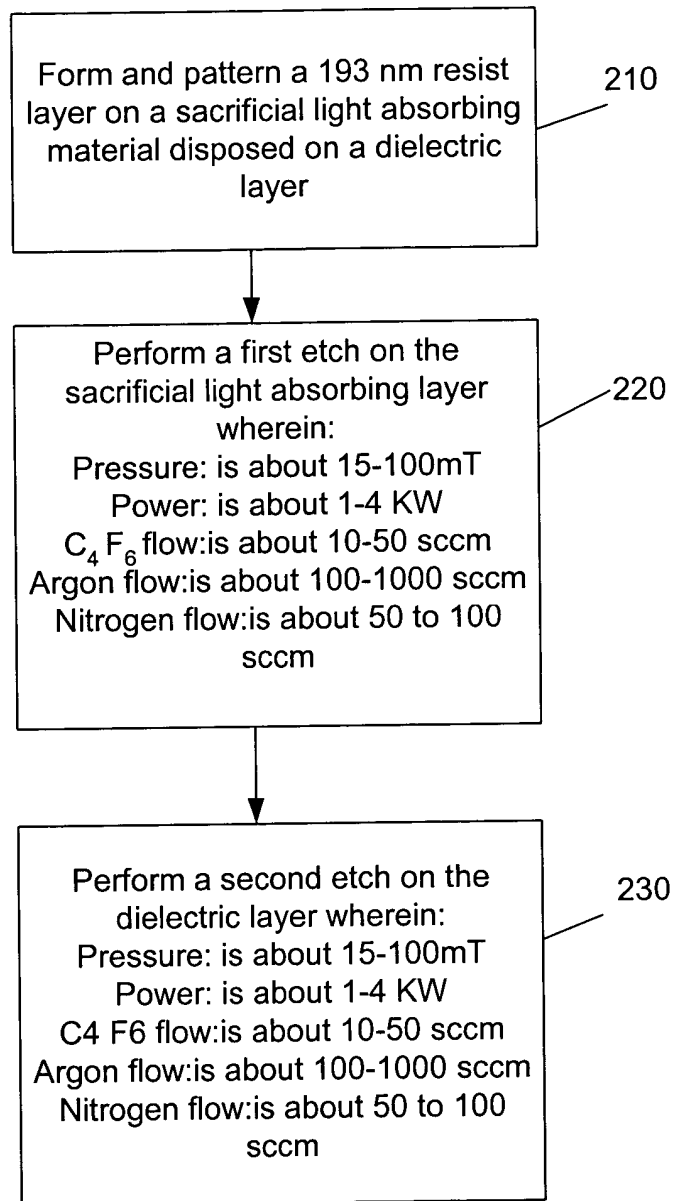 Form and pattern a 193 nm resist
layer on a sacrificial light absorbing
material disposed on a dielectric
layer
210
Perform a first etch on the
sacrificial light absorbing layer
wherein:
Pressure: is about 15-100mT
Power: is about 1-4 KW
C₄ F₆ flow:is about 10-50 sccm
Argon flow:is about 100-1000 sccm
Nitrogen flow:is about 50 to 100
sccm
220
Perform a second etch on the
dielectric layer wherein:
Pressure: is about 15-100mT
Power: is about 1-4 KW
C4 F6 flow:is about 10-50 sccm
Argon flow:is about 100-1000 sccm
Nitrogen flow:is about 50 to 100
sccm
230